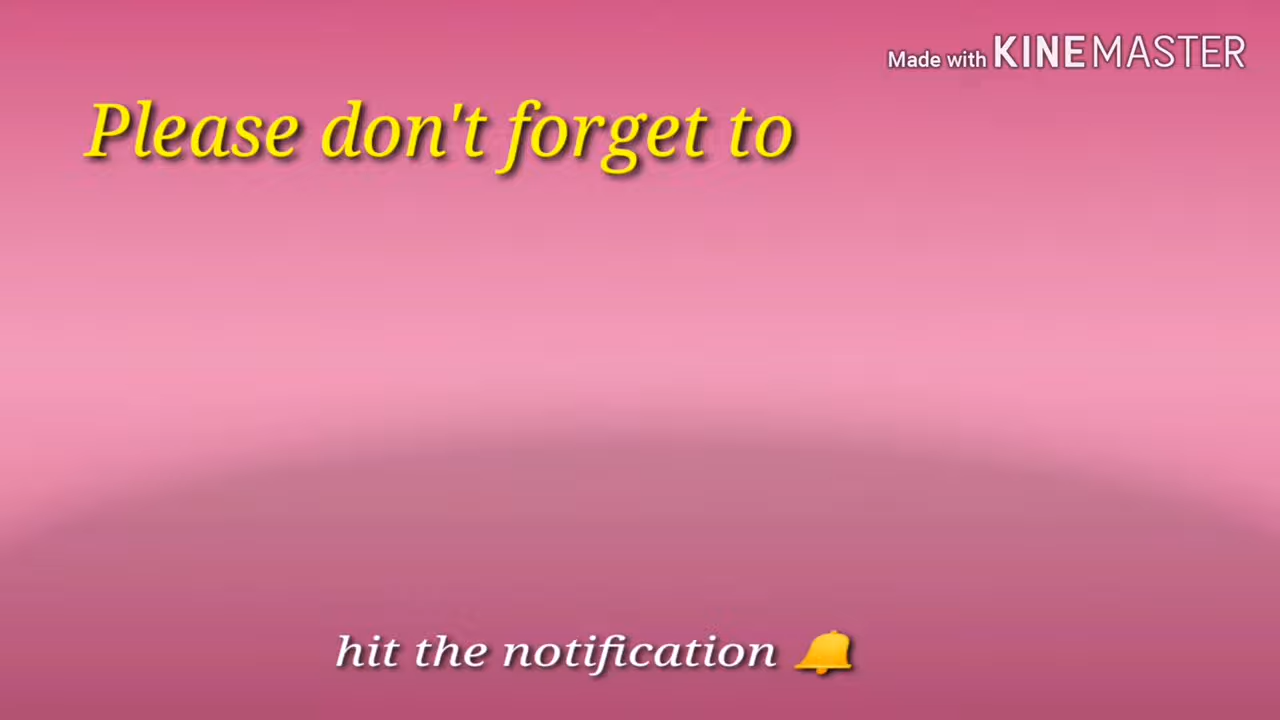 Made with KINEMASTER
Please don't forget to
hit the notification 🔔